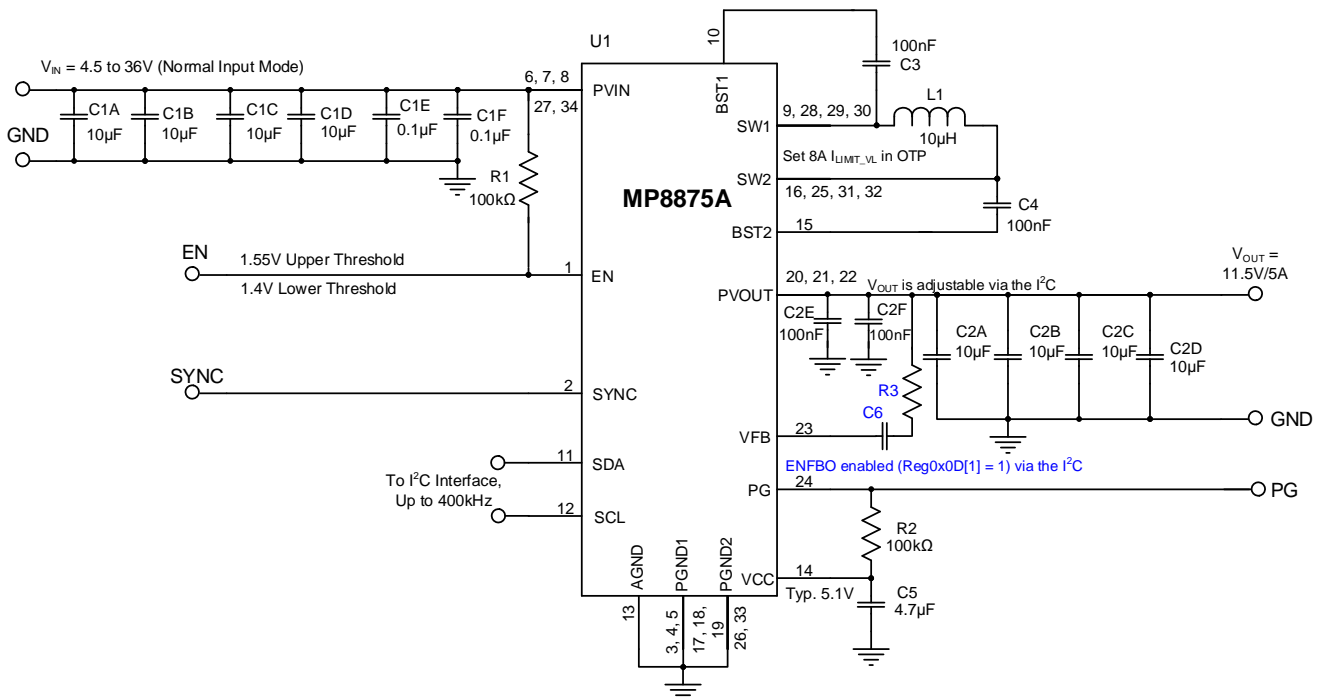 U1
V_IN = 4.5 to 36V (Normal Input Mode)
GND
C1A
10µF
C1B
10µF
C1C
10µF
C1D
10µF
C1E
0.1µF
C1F
0.1µF
6, 7, 8
27, 34
PVIN
R1
100kΩ
EN
1.55V Upper Threshold
1.4V Lower Threshold
1
EN
SYNC
2
SYNC
To I²C Interface,
Up to 400kHz
11
SDA
12
SCL
MP8875A
10
BST1
100nF
C3
SW1
9, 28, 29, 30
L1
10µH
Set 8A I_LIMIT_VL in OTP
SW2
16, 25, 31, 32
C4
100nF
15
BST2
20, 21, 22
PVOUT
V_OUT is adjustable via the I²C
V_OUT =
11.5V/5A
C2E
100nF
C2F
100nF
C2A
10µF
C2B
10µF
C2C
10µF
C2D
10µF
R3
C6
GND
23
VFB
ENFBO enabled (Reg0x0D[1] = 1) via the I²C
24
PG
PG
R2
100kΩ
14
VCC
Typ. 5.1V
C5
4.7µF
AGND
PGND1
PGND2
13
3, 4, 5
17, 18,
19
26, 33